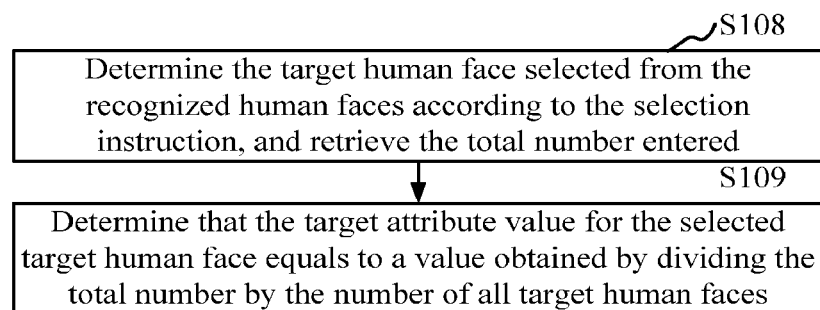 S108
Determine the target human face selected from the
recognized human faces according to the selection
instruction, and retrieve the total number entered
S109
Determine that the target attribute value for the selected
target human face equals to a value obtained by dividing the
total number by the number of all target human faces